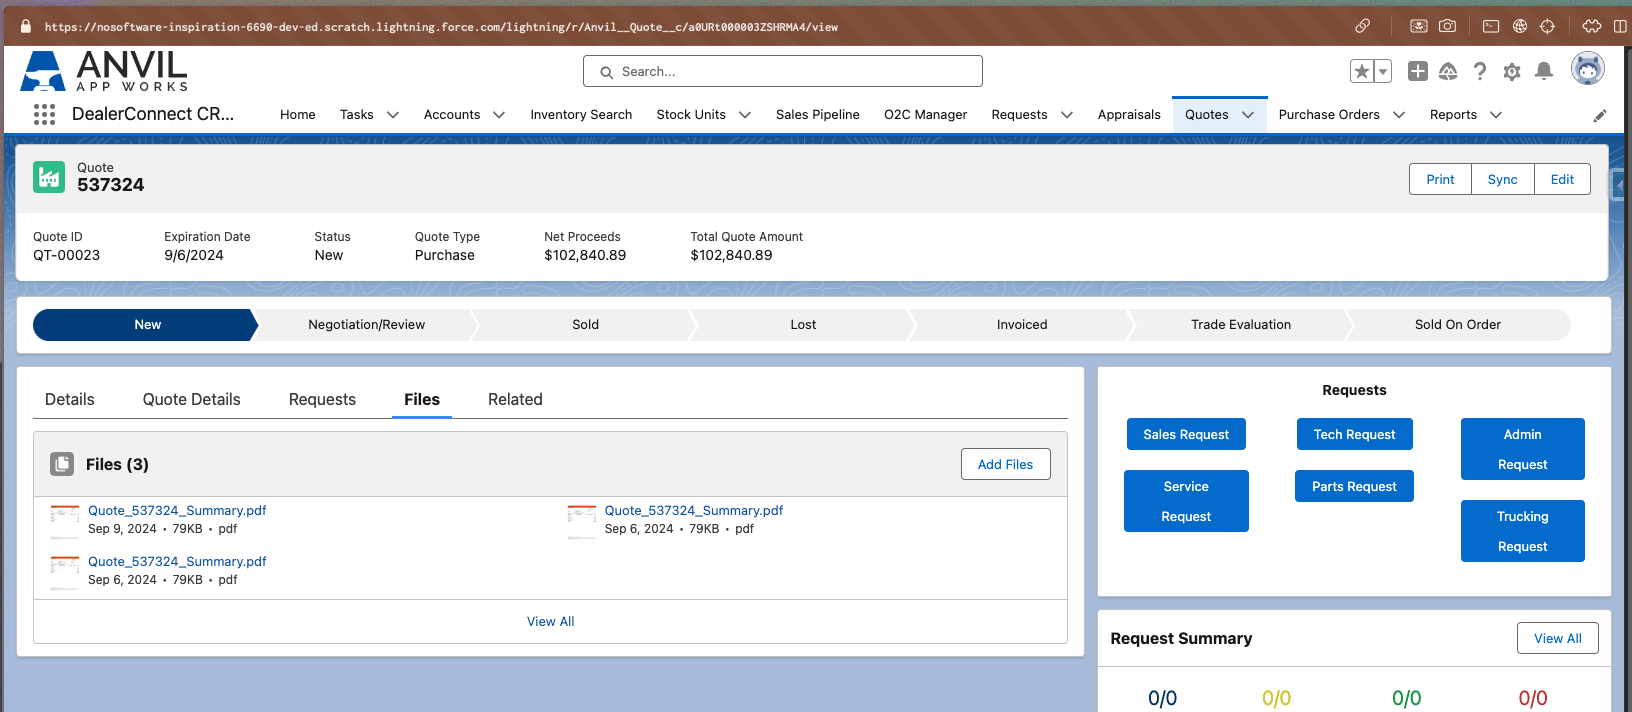 https://nosoftware-inspiration-6690-dev-ed.scratch.lightning.force.com/lightning/r/Anvil__Quote__c/a0URt000003ZSHRMA4/view
ANVIL
APP WORKS
Search...
DealerConnect CR...
Home Tasks Accounts Inventory Search Stock Units Sales Pipeline O2C Manager Requests Appraisals Quotes Purchase Orders Reports
Quote
537324
Print Sync Edit
Quote ID Expiration Date Status Quote Type Net Proceeds Total Quote Amount
QT-00023 9/6/2024 New Purchase $102,840.89 $102,840.89
New Negotiation/Review Sold Lost Invoiced Trade Evaluation Sold On Order
Details Quote Details Requests Files Related
Files (3)
Add Files
Quote_537324_Summary.pdf
Sep 9, 2024 • 79KB • pdf
Quote_537324_Summary.pdf
Sep 6, 2024 • 79KB • pdf
Quote_537324_Summary.pdf
Sep 6, 2024 • 79KB • pdf
View All
Requests
Sales Request
Tech Request
Admin
Request
Service
Request
Parts Request
Trucking
Request
Request Summary
View All
0/0 0/0 0/0 0/0